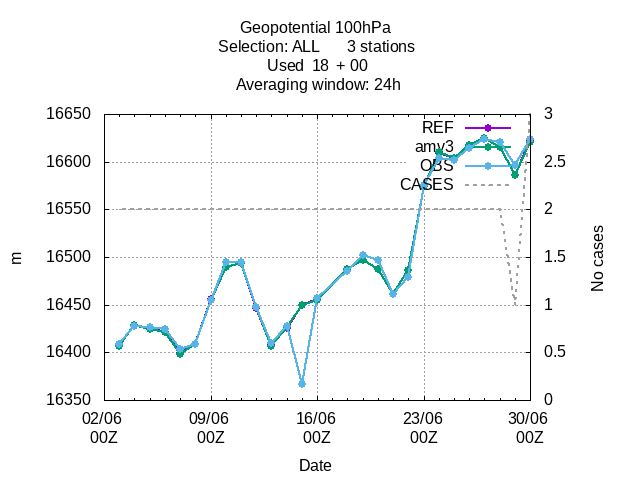 Geopotential 100hPa
Selection: ALL 3 stations
Used 18 + 00
Averaging window: 24h
16650
16600
16550
16500
16450
16400
16350
3
2.5
2
1.5
1
0.5
0
REF
amv3
OBS
CASES
m
No cases
02/06 09/06 16/06 23/06 30/06
00Z 00Z 00Z 00Z 00Z
Date